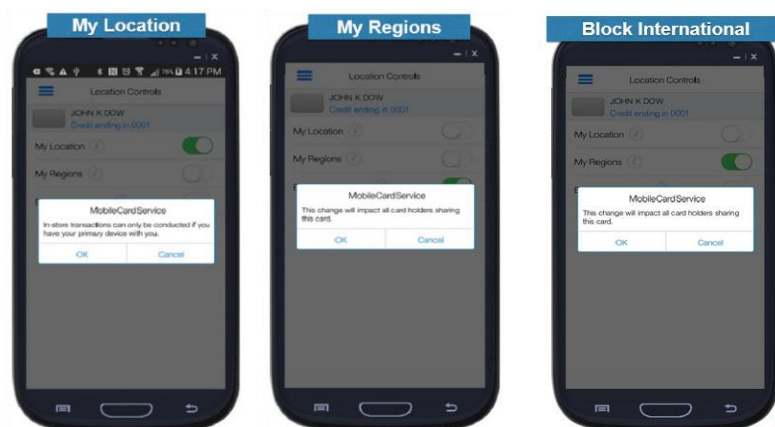 My Location
My Regions
Block International
4:17 PM
Location Controls
JOHN K DOW
Credit ending in 0001
My Location
My Regions
MobileCardService
In-store transactions can only be conducted if you
have your primary device with you.
OK Cancel
Location Controls
JOHN K DOW
Credit ending in 0001
My Location
My Regions
MobileCardService
This change will impact all card holders sharing
this card.
OK Cancel
Location Controls
JOHN K DOW
Credit ending in 0001
My Location
My Regions
MobileCardService
This change will impact all card holders sharing
this card.
OK Cancel